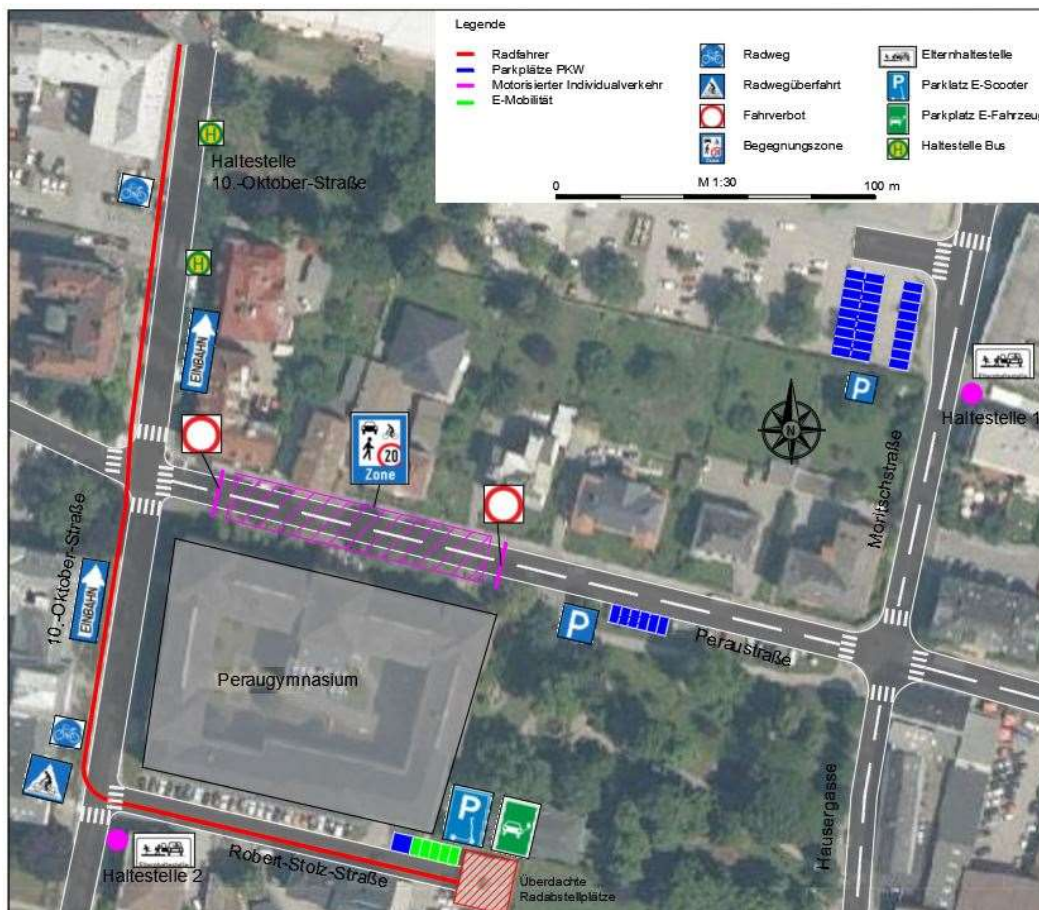 Legende
Radfahrer
Parkplätze PKW
Motorisierter Individualverkehr
E-Mobilität
Radweg
Radwegüberfahrt
Fahrverbot
Begegnungszone
Elternhaltestelle
Parklatz E-Scooter
Parkplatz E-Fahrzeug
Haltestelle Bus
0
M 1:30
100 m
H
Haltestelle
10.-Oktober-Straße
H
EINBAHN
20
Zone
N
P
Haltestelle 1
Moritschstraße
10.-Oktober-Straße
EINBAHN
P
Peraustraße
Peraugymnasium
Hausergasse
P
Elternhaltestelle
Haltestelle 2
Robert-Stolz-Straße
Überdachte
Radabstellplätze